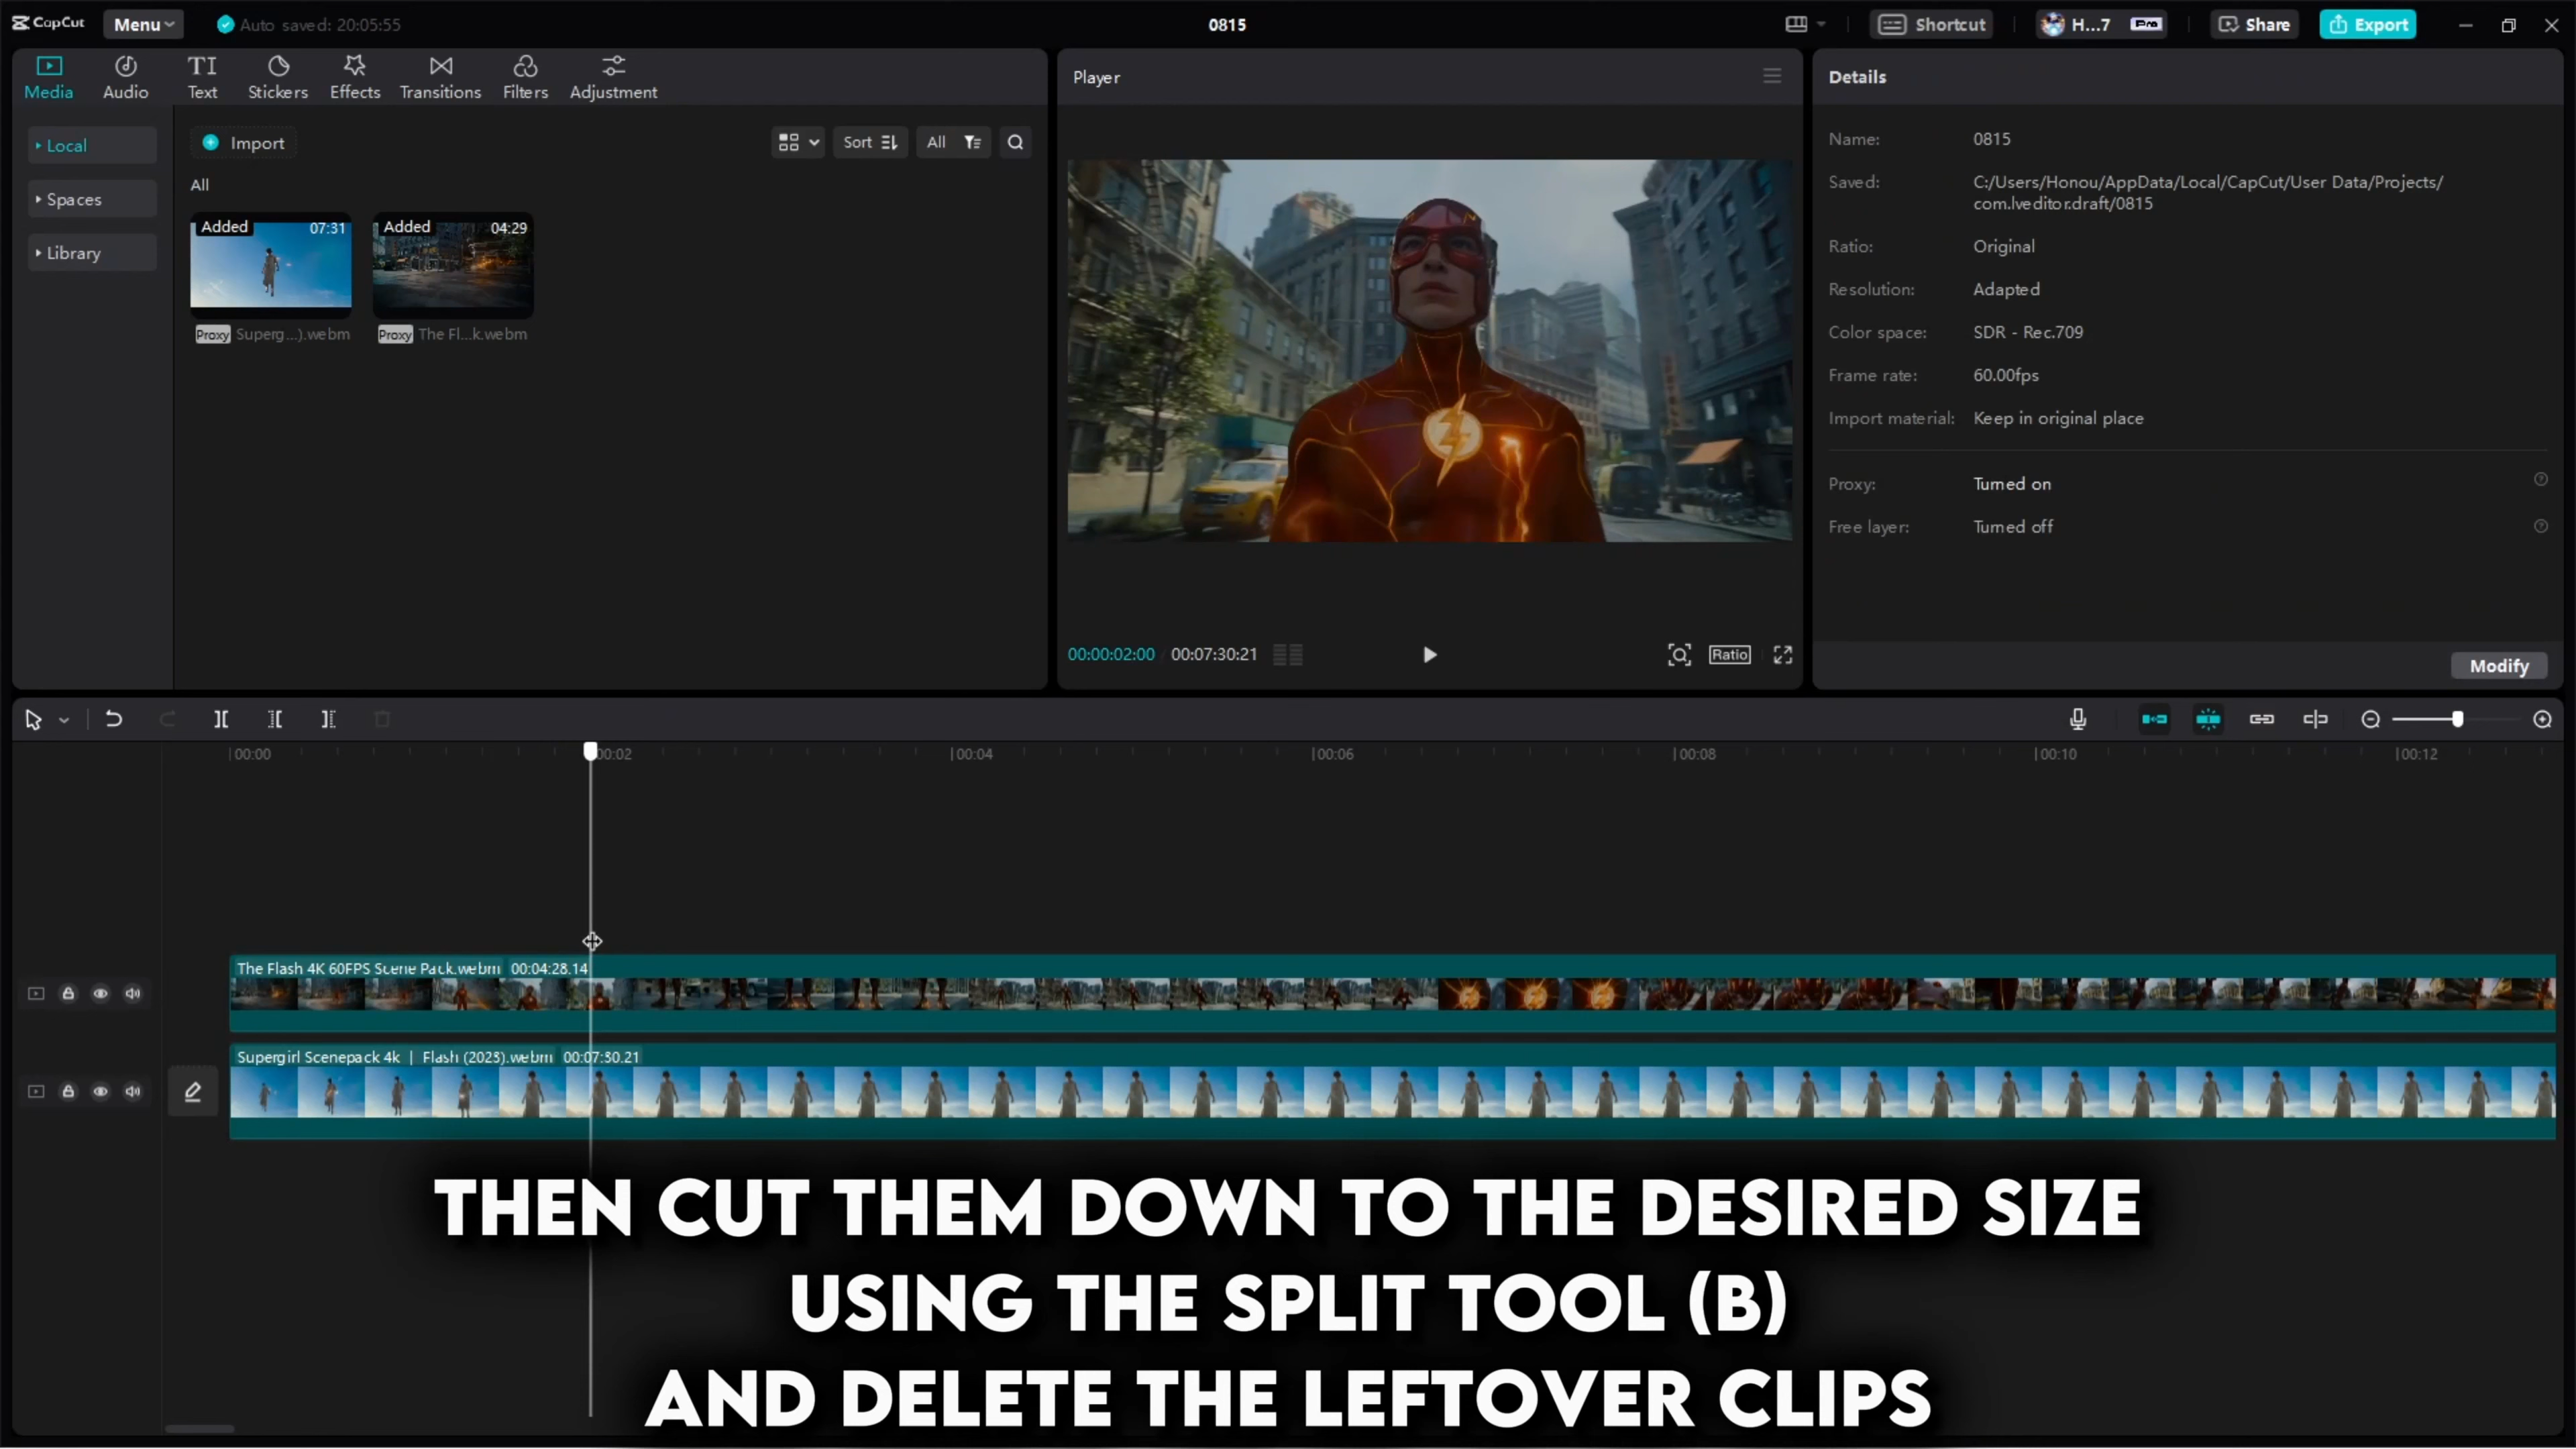 CapCut
Menu
Auto saved: 20:05:55
0815
Shortcut
H...7
Pro
Share
Export
Media
Audio
Text
Stickers
Effects
Transitions
Filters
Adjustment
Local
Spaces
Library
Import
Sort
All
All
Added 07:31
Added 04:29
Proxy Superg...).webm
Proxy The Fl...k.webm
Player
00:00:02:00 00:07:30:21
Ratio
Details
Name: 0815
Saved: C:/Users/Honou/AppData/Local/CapCut/User Data/Projects/
com.lveditor.draft/0815
Ratio: Original
Resolution: Adapted
Color space: SDR - Rec.709
Frame rate: 60.00fps
Import material: Keep in original place
Proxy: Turned on
Free layer: Turned off
Modify
00:00
00:02
00:04
00:06
00:08
00:10
00:12
The Flash 4K 60FPS Scene Pack.webm 00:04:28:14
Supergirl Scenepack 4k | Flash (2023).webm 00:07:30:21
THEN CUT THEM DOWN TO THE DESIRED SIZE
USING THE SPLIT TOOL (B)
AND DELETE THE LEFTOVER CLIPS